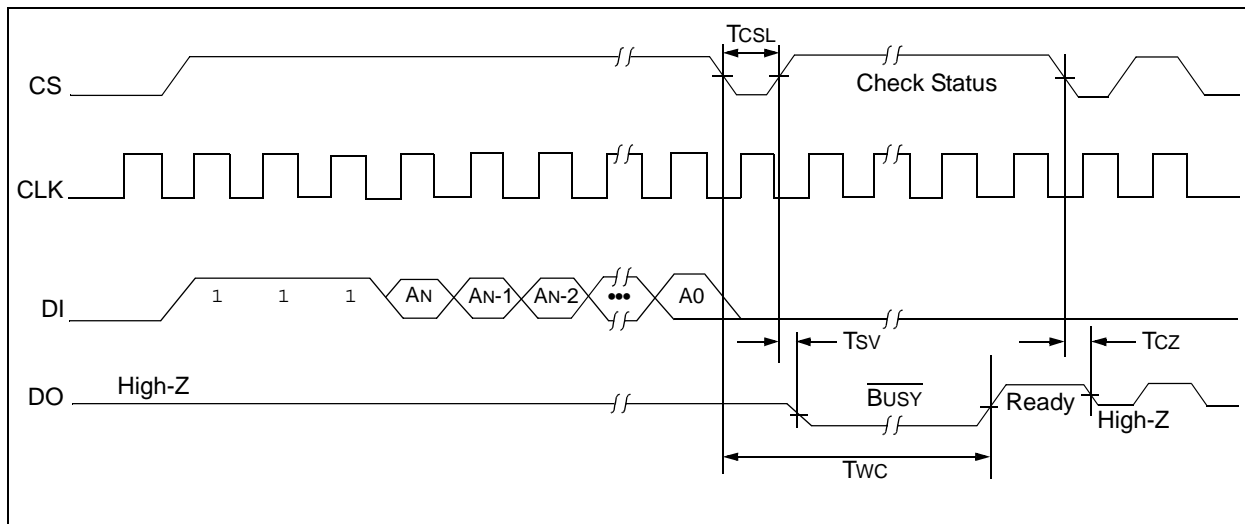 TCSL
CS
Check Status
CLK
DI
1 1 1 AN AN-1 AN-2 ••• A0
TSV
TCZ
High-Z
DO
BUSY
Ready
High-Z
TWC